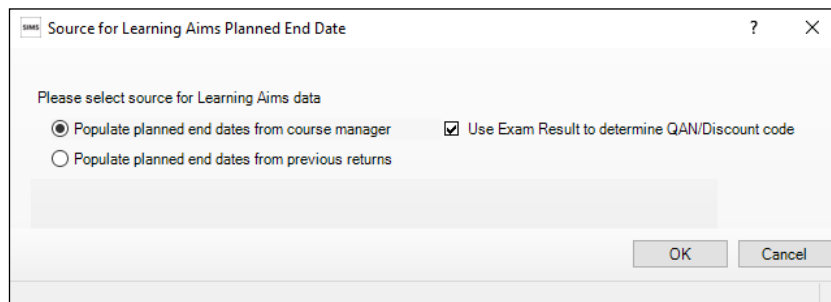 SIMS Source for Learning Aims Planned End Date ?
Please select source for Learning Aims data
Populate planned end dates from course manager Use Exam Result to determine QAN/Discount code
Populate planned end dates from previous returns
OK Cancel